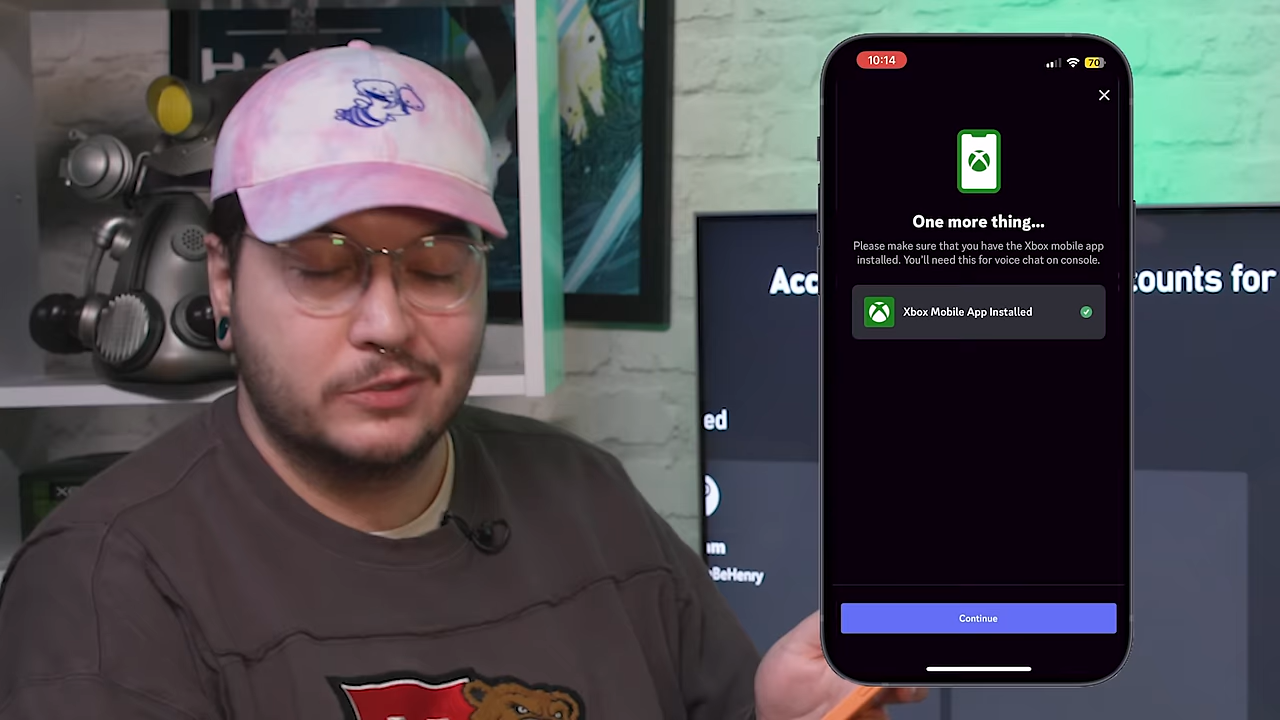 10:14
70
One more thing...
Please make sure that you have the Xbox mobile app
installed. You'll need this for voice chat on console.
Xbox Mobile App Installed
Continue
Acc
counts for
ed
am
BeHenry